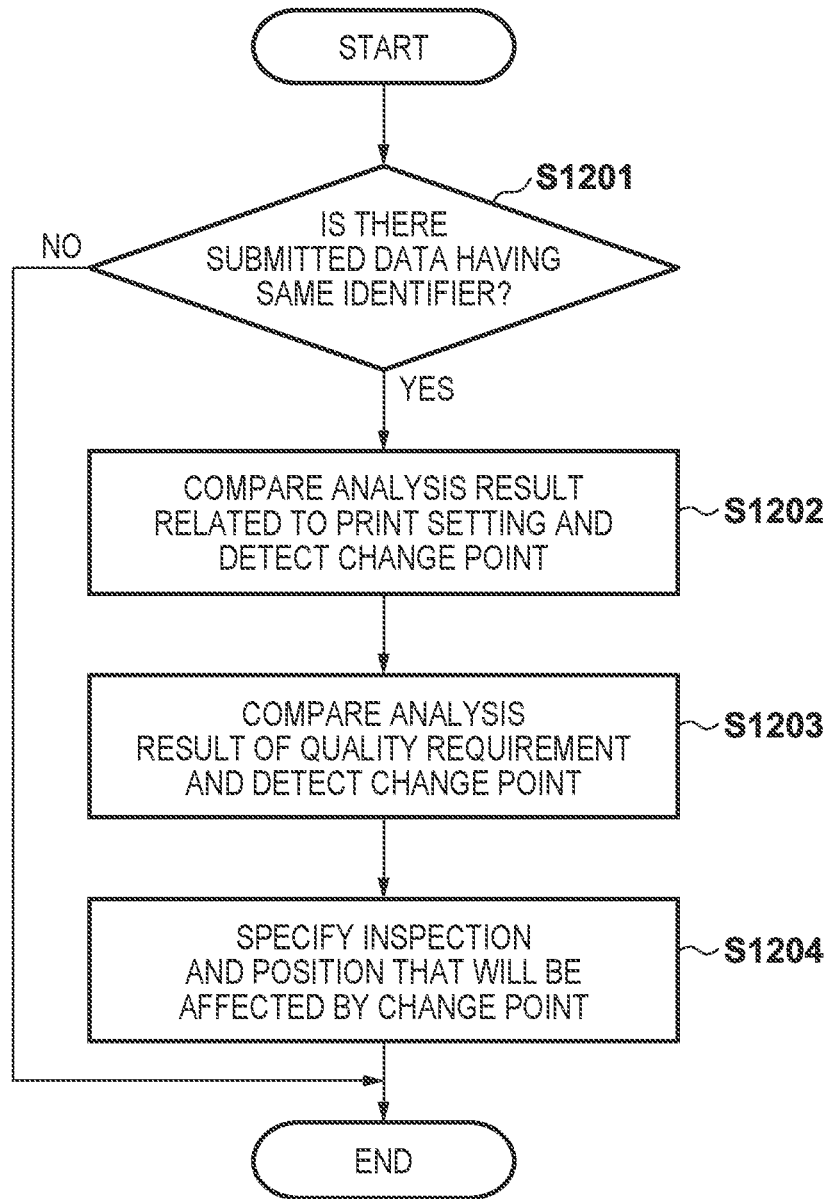 START
S1201
IS THERE
SUBMITTED DATA HAVING
SAME IDENTIFIER?
NO
YES
COMPARE ANALYSIS RESULT
RELATED TO PRINT SETTING AND
DETECT CHANGE POINT
S1202
COMPARE ANALYSIS
RESULT OF QUALITY REQUIREMENT
AND DETECT CHANGE POINT
S1203
SPECIFY INSPECTION
AND POSITION THAT WILL BE
AFFECTED BY CHANGE POINT
S1204
END